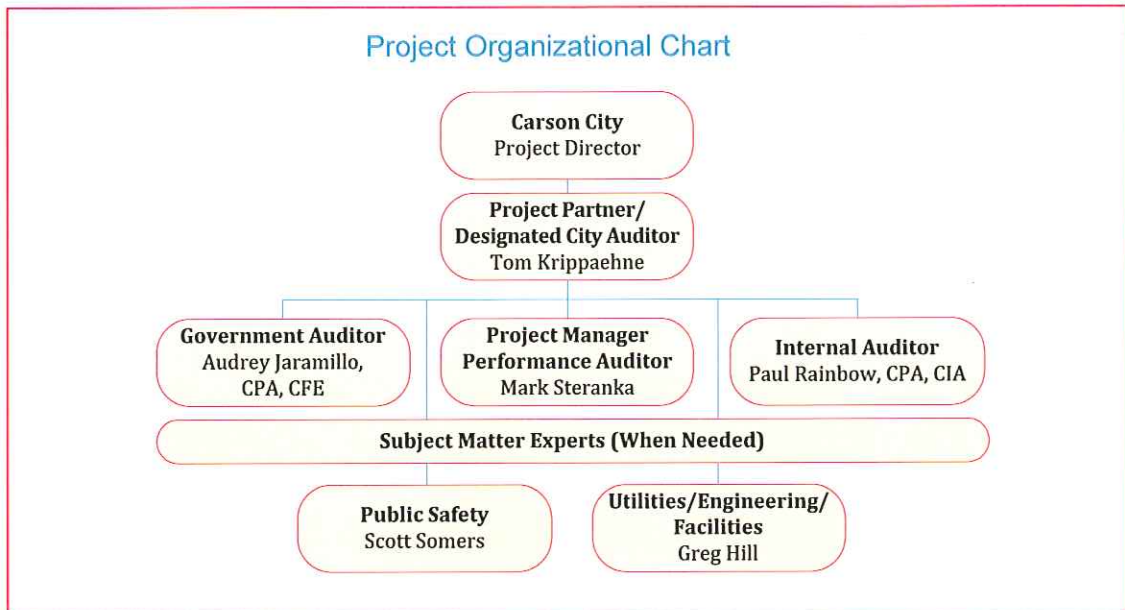 Project Organizational Chart
Carson City
Project Director
Project Partner/
Designated City Auditor
Tom Krippaehne
Government Auditor
Audrey Jaramillo,
CPA, CFE
Project Manager
Performance Auditor
Mark Steranka
Internal Auditor
Paul Rainbow, CPA, CIA
Subject Matter Experts (When Needed)
Public Safety
Scott Somers
Utilities/Engineering/
Facilities
Greg Hill